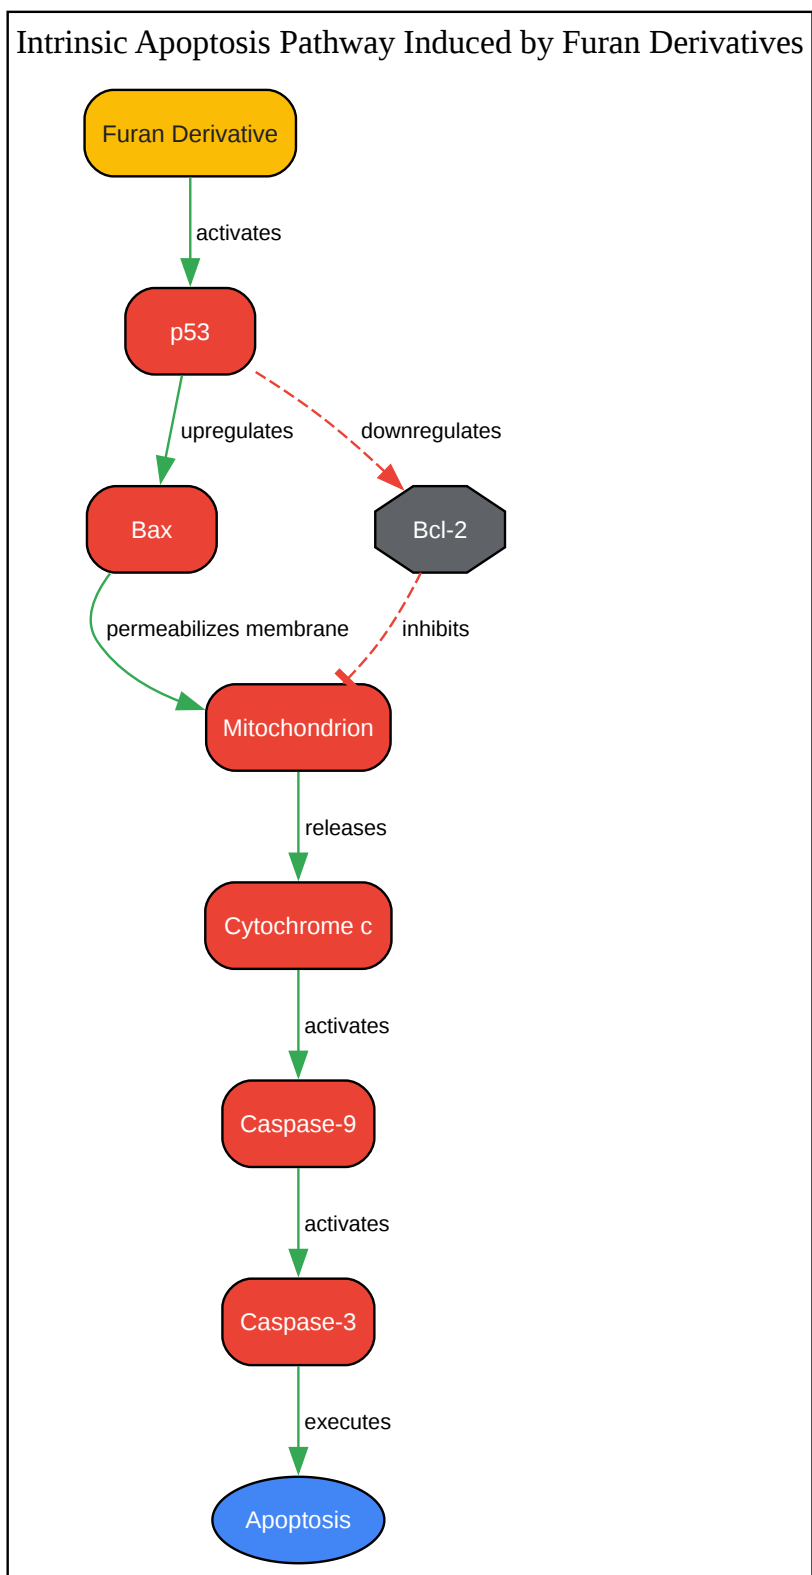 Intrinsic Apoptosis Pathway Induced by Furan Derivatives
Furan Derivative
activates
p53
upregulates
downregulates
Bax
Bcl-2
permeabilizes membrane
inhibits
Mitochondrion
releases
Cytochrome c
activates
Caspase-9
activates
Caspase-3
executes
Apoptosis